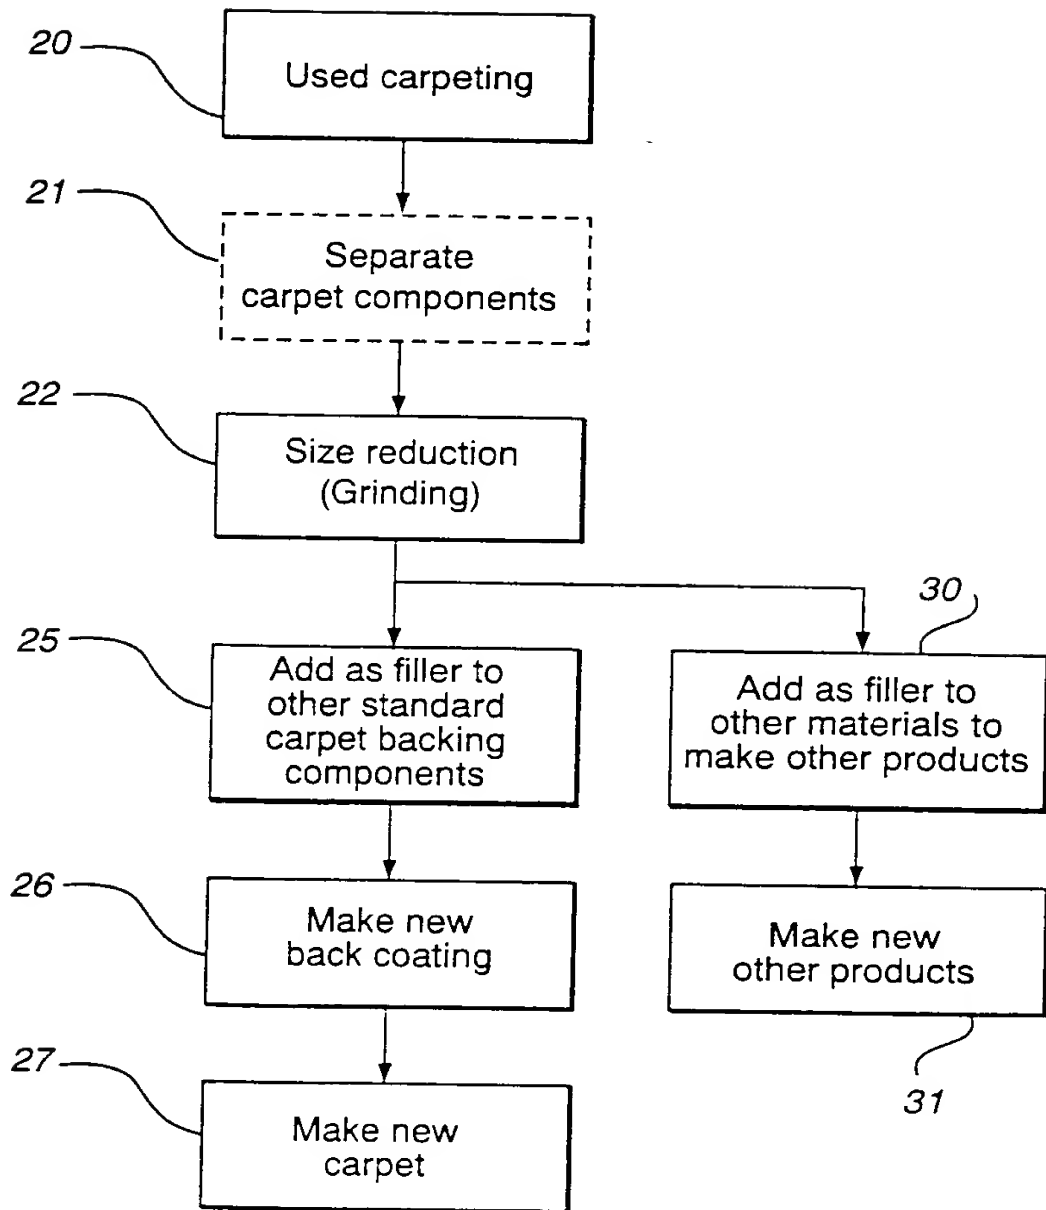 20
Used carpeting
21
Separate
carpet components
22
Size reduction
(Grinding)
30
25
Add as filler to
other standard
carpet backing
components
Add as filler to
other materials to
make other products
26
Make new
back coating
Make new
other products
27
Make new
carpet
31